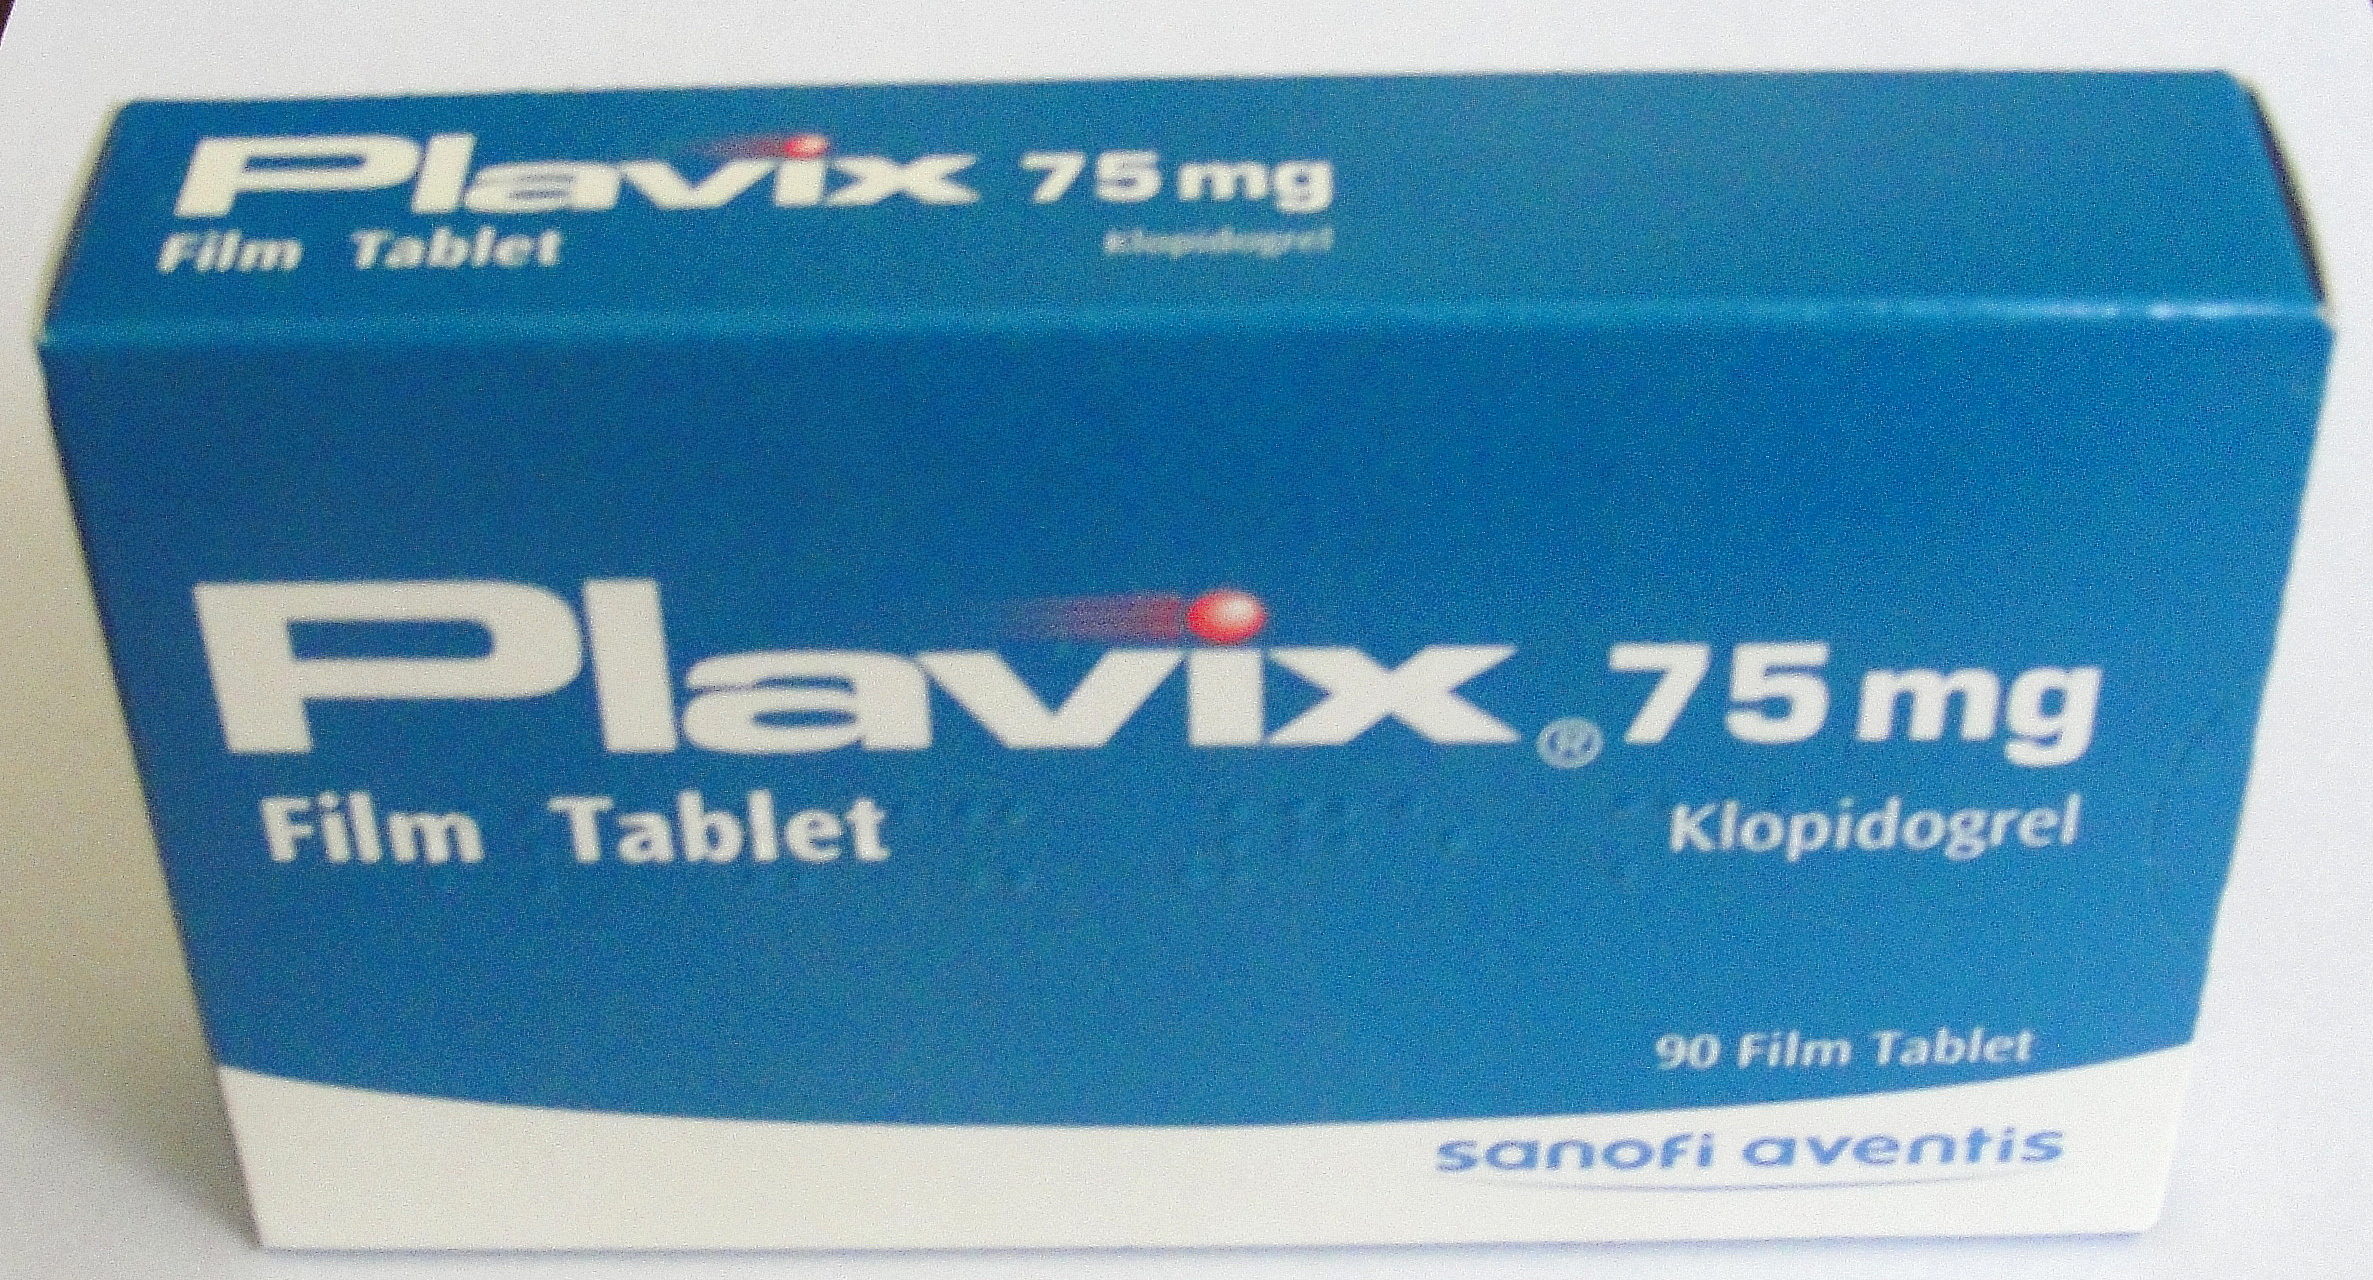 Plavix 75 mg
Film Tablet Klopidogrel
Plavix® 75 mg
Film Tablet Klopidogrel
90 Film Tablet
sanofi aventis